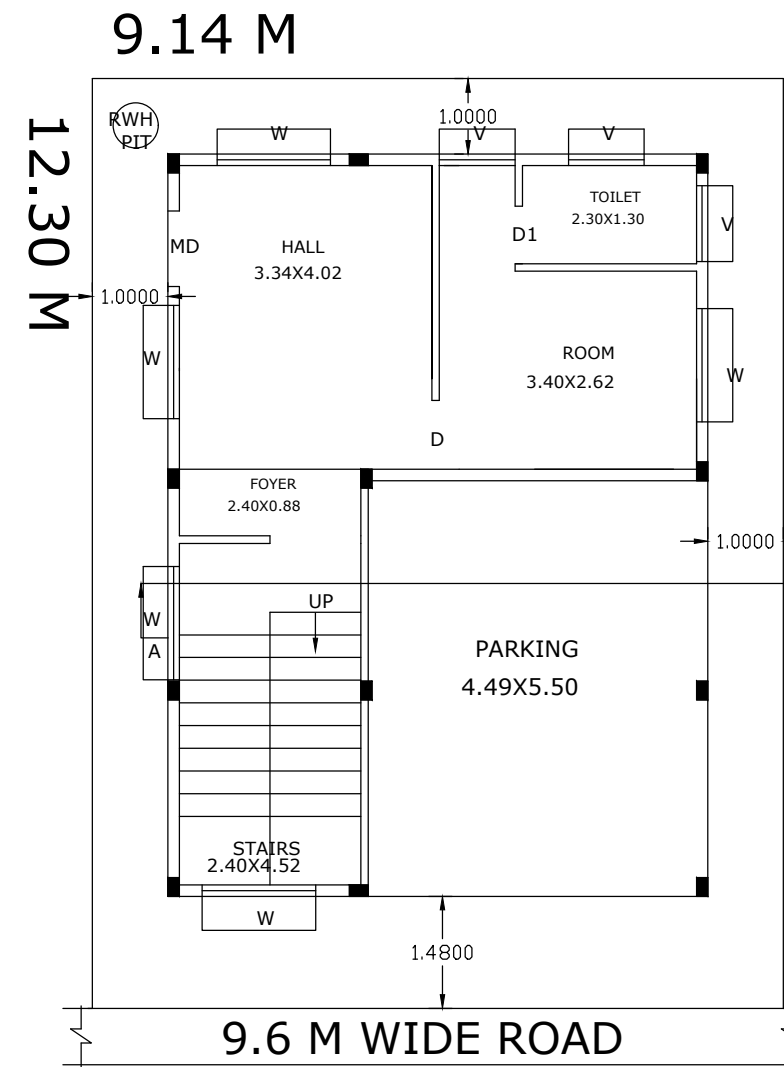 9.14 M
12.30 M
RWH
PIT
W
V
V
1.0000
TOILET
2.30X1.30
V
D1
MD
HALL
3.34X4.02
1.0000
W
ROOM
3.40X2.62
W
D
FOYER
2.40X0.88
1.0000
UP
W
A
PARKING
4.49X5.50
STAIRS
2.40X4.52
W
1.4800
9.6 M WIDE ROAD